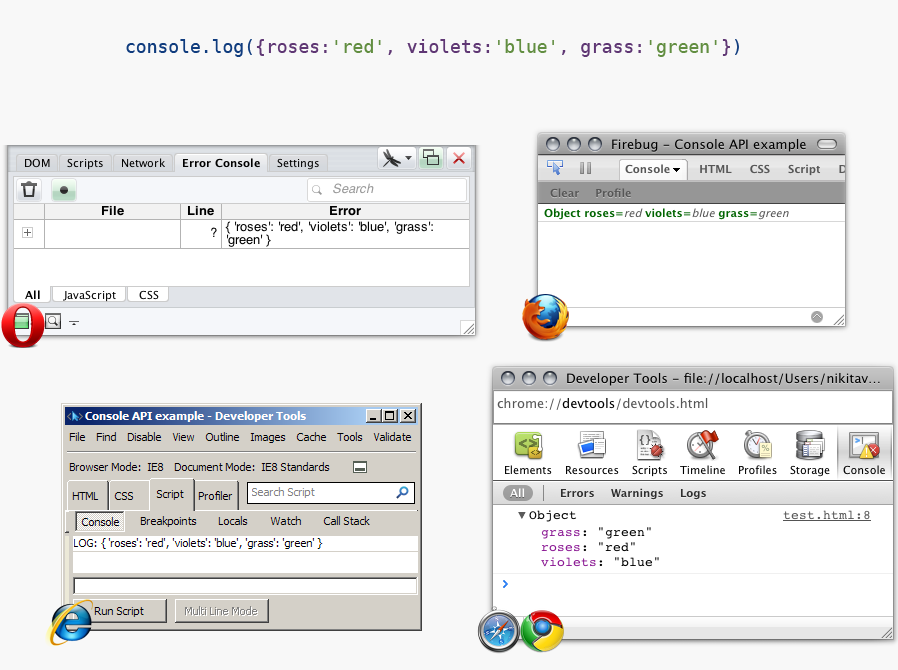 console.log({roses:'red', violets:'blue', grass:'green'})
DOM Scripts Network Error Console Settings
Search
File Line Error
? { 'roses': 'red', 'violets': 'blue', 'grass':
'green' }
All JavaScript CSS
Firebug – Console API example
Console HTML CSS Script D
Clear Profile
Object roses=red violets=blue grass=green
Console API example - Developer Tools
File Find Disable View Outline Images Cache Tools Validate
Browser Mode: IE8 Document Mode: IE8 Standards
HTML CSS Script Profiler Search Script
Console Breakpoints Locals Watch Call Stack
LOG: { 'roses': 'red', 'violets': 'blue', 'grass': 'green' }
Run Script Multi Line Mode
Developer Tools – file://localhost/Users/nikitav...
chrome://devtools/devtools.html
Elements Resources Scripts Timeline Profiles Storage Console
All Errors Warnings Logs
Object test.html:8
grass: "green"
roses: "red"
violets: "blue"